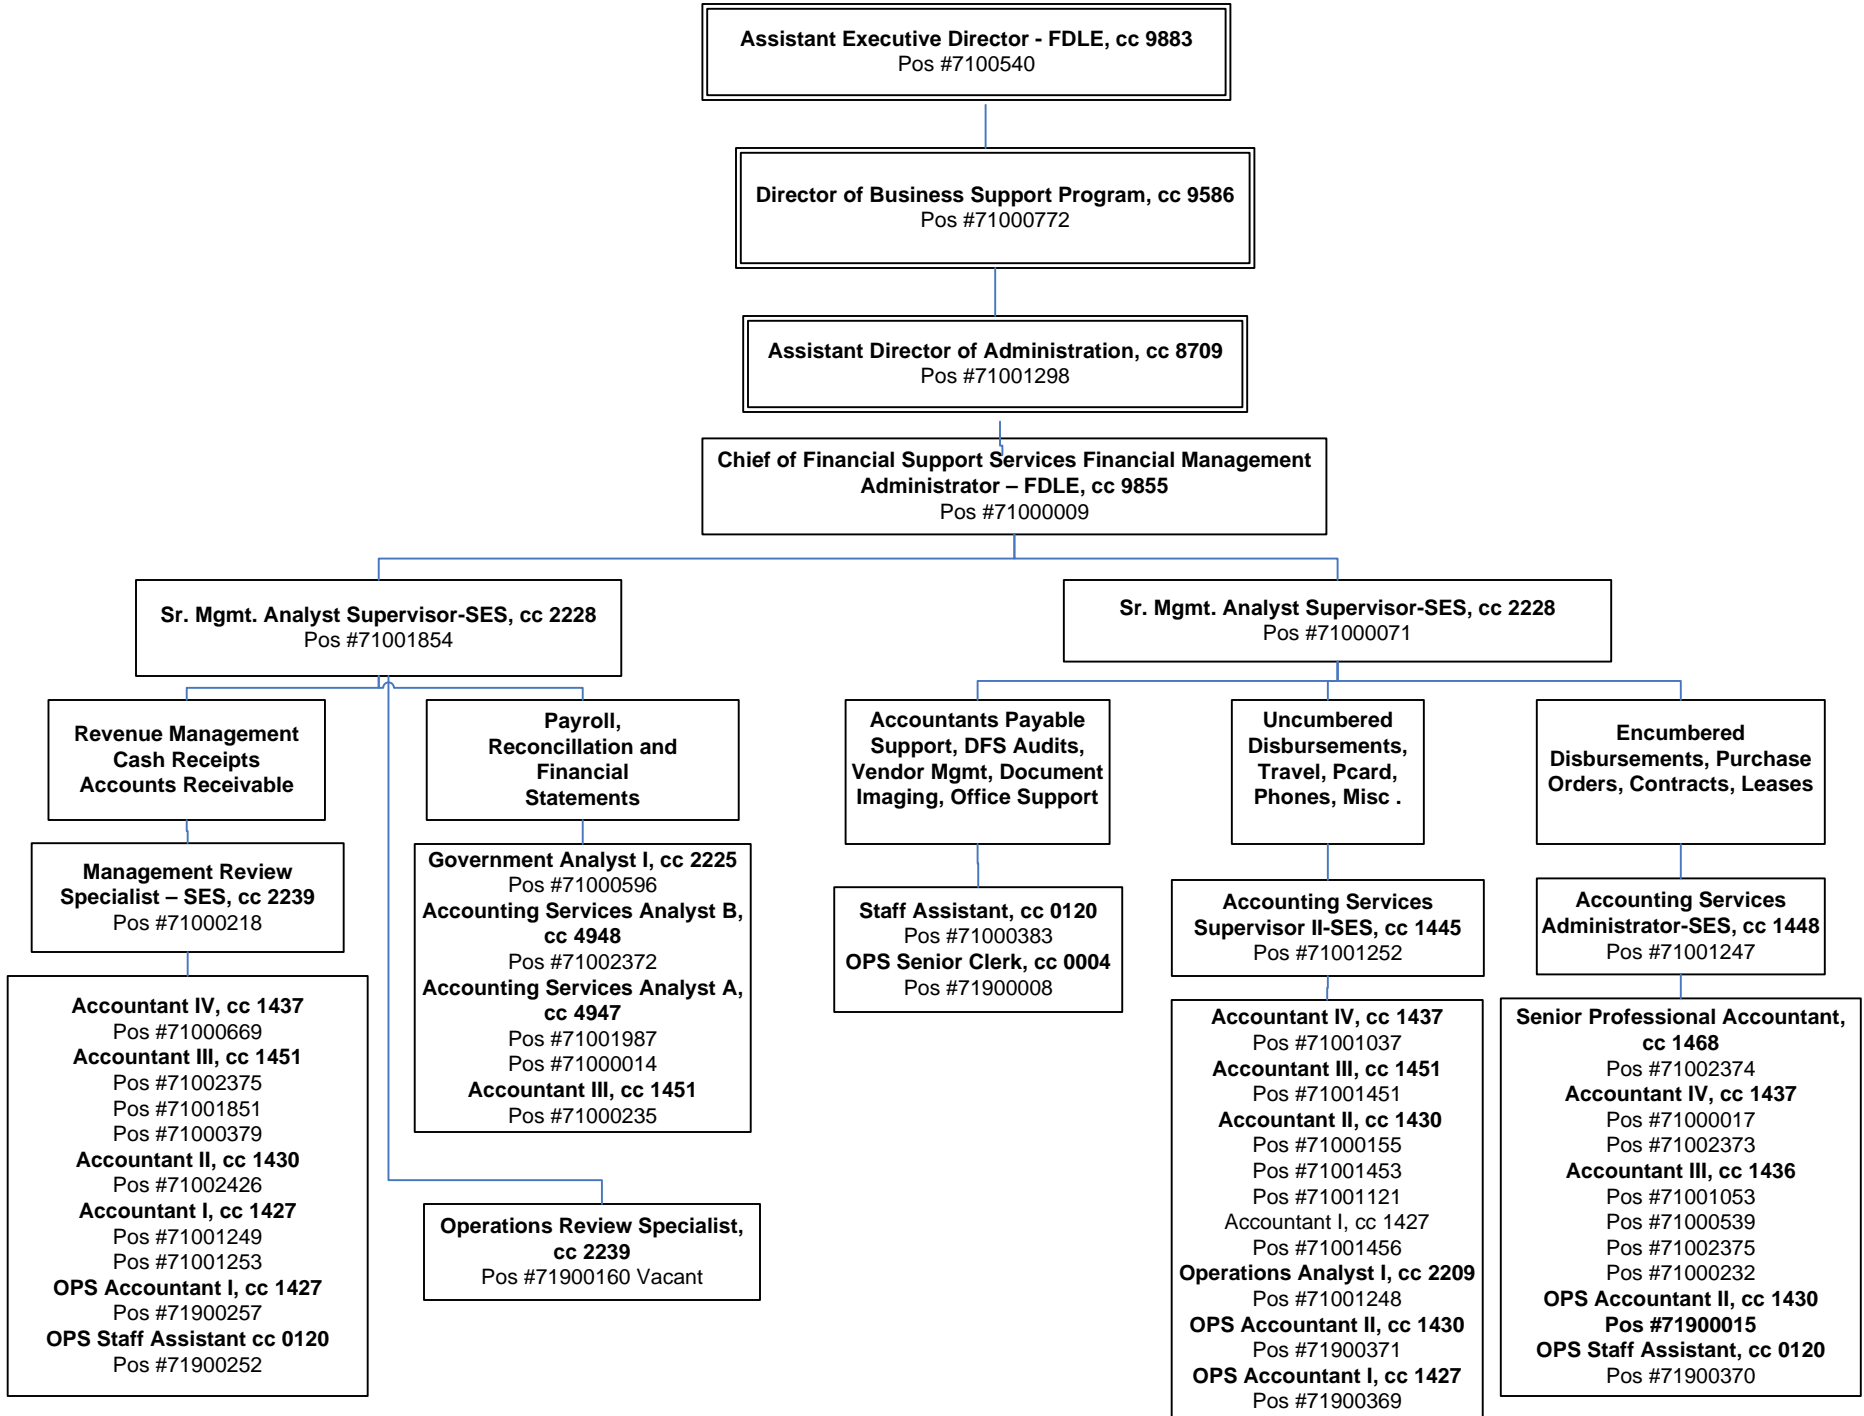 Assistant Executive Director - FDLE, cc 9883
Pos #7100540
Director of Business Support Program, cc 9586
Pos #71000772
Assistant Director of Administration, cc 8709
Pos #71001298
Chief of Financial Support Services Financial Management
Administrator – FDLE, cc 9855
Pos #71000009
Sr. Mgmt. Analyst Supervisor-SES, cc 2228
Pos #71001854
Sr. Mgmt. Analyst Supervisor-SES, cc 2228
Pos #71000071
Revenue Management
Cash Receipts
Accounts Receivable
Payroll,
Reconcillation and
Financial
Statements
Accountants Payable
Support, DFS Audits,
Vendor Mgmt, Document
Imaging, Office Support
Uncumbered
Disbursements,
Travel, Pcard,
Phones, Misc .
Encumbered
Disbursements, Purchase
Orders, Contracts, Leases
Management Review
Specialist – SES, cc 2239
Pos #71000218
Government Analyst I, cc 2225
Pos #71000596
Accounting Services Analyst B,
cc 4948
Pos #71002372
Accounting Services Analyst A,
cc 4947
Pos #71001987
Pos #71000014
Accountant III, cc 1451
Pos #71000235
Staff Assistant, cc 0120
Pos #71000383
OPS Senior Clerk, cc 0004
Pos #71900008
Accounting Services
Supervisor II-SES, cc 1445
Pos #71001252
Accounting Services
Administrator-SES, cc 1448
Pos #71001247
Accountant IV, cc 1437
Pos #71000669
Accountant III, cc 1451
Pos #71002375
Pos #71001851
Pos #71000379
Accountant II, cc 1430
Pos #71002426
Accountant I, cc 1427
Pos #71001249
Pos #71001253
OPS Accountant I, cc 1427
Pos #71900257
OPS Staff Assistant cc 0120
Pos #71900252
Operations Review Specialist,
cc 2239
Pos #71900160 Vacant
Accountant IV, cc 1437
Pos #71001037
Accountant III, cc 1451
Pos #71001451
Accountant II, cc 1430
Pos #71000155
Pos #71001453
Pos #71001121
Accountant I, cc 1427
Pos #71001456
Operations Analyst I, cc 2209
Pos #71001248
OPS Accountant II, cc 1430
Pos #71900371
OPS Accountant I, cc 1427
Pos #71900369
Senior Professional Accountant,
cc 1468
Pos #71002374
Accountant IV, cc 1437
Pos #71000017
Pos #71002373
Accountant III, cc 1436
Pos #71001053
Pos #71000539
Pos #71002375
Pos #71000232
OPS Accountant II, cc 1430
Pos #71900015
OPS Staff Assistant, cc 0120
Pos #71900370